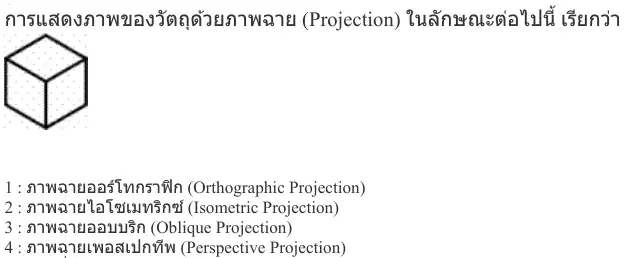 การแสดงภาพของวัตถุด้วยภาพฉาย (Projection) ในลักษณะต่อไปนี้ เรียกว่า
1 : ภาพฉายออร์โทกราฟิก (Orthographic Projection)
2 : ภาพฉายไอโซเมทริกซ์ (Isometric Projection)
3 : ภาพฉายออบบริก (Oblique Projection)
4 : ภาพฉายเพอสเปกทีพ (Perspective Projection)